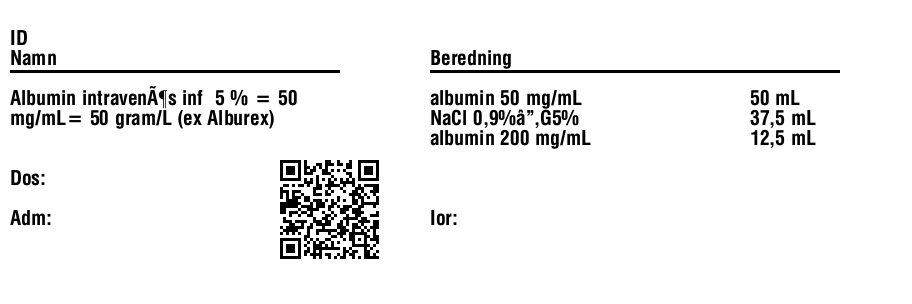 ID
Namn
Beredning
Albumin intravenÃ¶s inf 5 % = 50
mg/mL= 50 gram/L (ex Alburex)
albumin 50 mg/mL 50 mL
NaCl 0,9%â”‚G5% 37,5 mL
albumin 200 mg/mL 12,5 mL
Dos:
Adm:
Ior: